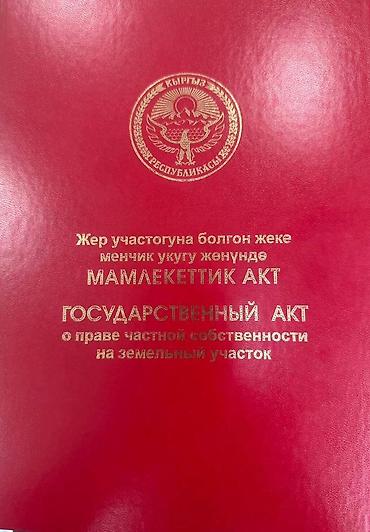 КЫРГЫЗ
РЕСПУБЛИКАСЫ
Жер участогуна болгон жеке
менчик укугу жөнүндө
МАМЛЕКЕТТИК АКТ
ГОСУДАРСТВЕННЫЙ АКТ
о праве частной собственности
на земельный участок